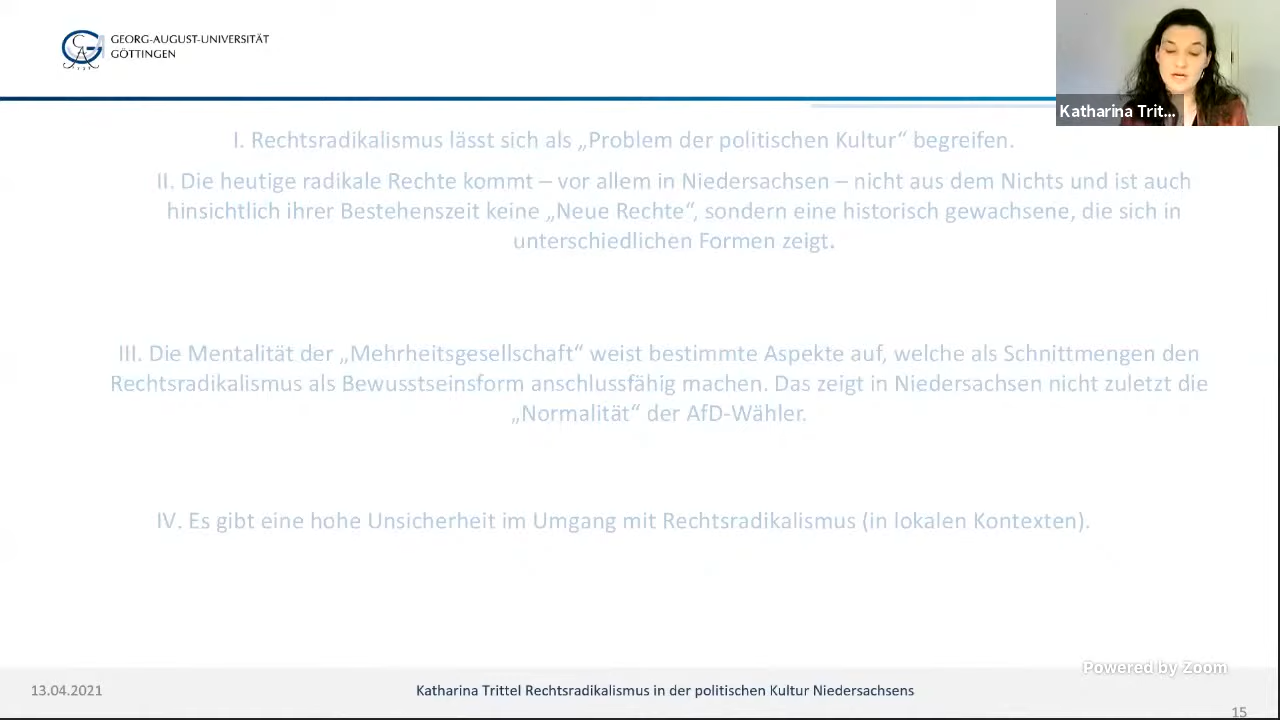 GEORG-AUGUST-UNIVERSITÄT
GÖTTINGEN
Katharina Trit...
I. Rechtsradikalismus lässt sich als „Problem der politischen Kultur“ begreifen.
II. Die heutige radikale Rechte kommt – vor allem in Niedersachsen – nicht aus dem Nichts und ist auch
hinsichtlich ihrer Bestehenszeit keine „Neue Rechte“, sondern eine historisch gewachsene, die sich in
unterschiedlichen Formen zeigt.
III. Die Mentalität der „Mehrheitsgesellschaft“ weist bestimmte Aspekte auf, welche als Schnittmengen den
Rechtsradikalismus als Bewusstseinsform anschlussfähig machen. Das zeigt in Niedersachsen nicht zuletzt die
„Normalität“ der AfD-Wähler.
IV. Es gibt eine hohe Unsicherheit im Umgang mit Rechtsradikalismus (in lokalen Kontexten).
Powered by Zoom
13.04.2021
Katharina Trittel Rechtsradikalismus in der politischen Kultur Niedersachsens
15